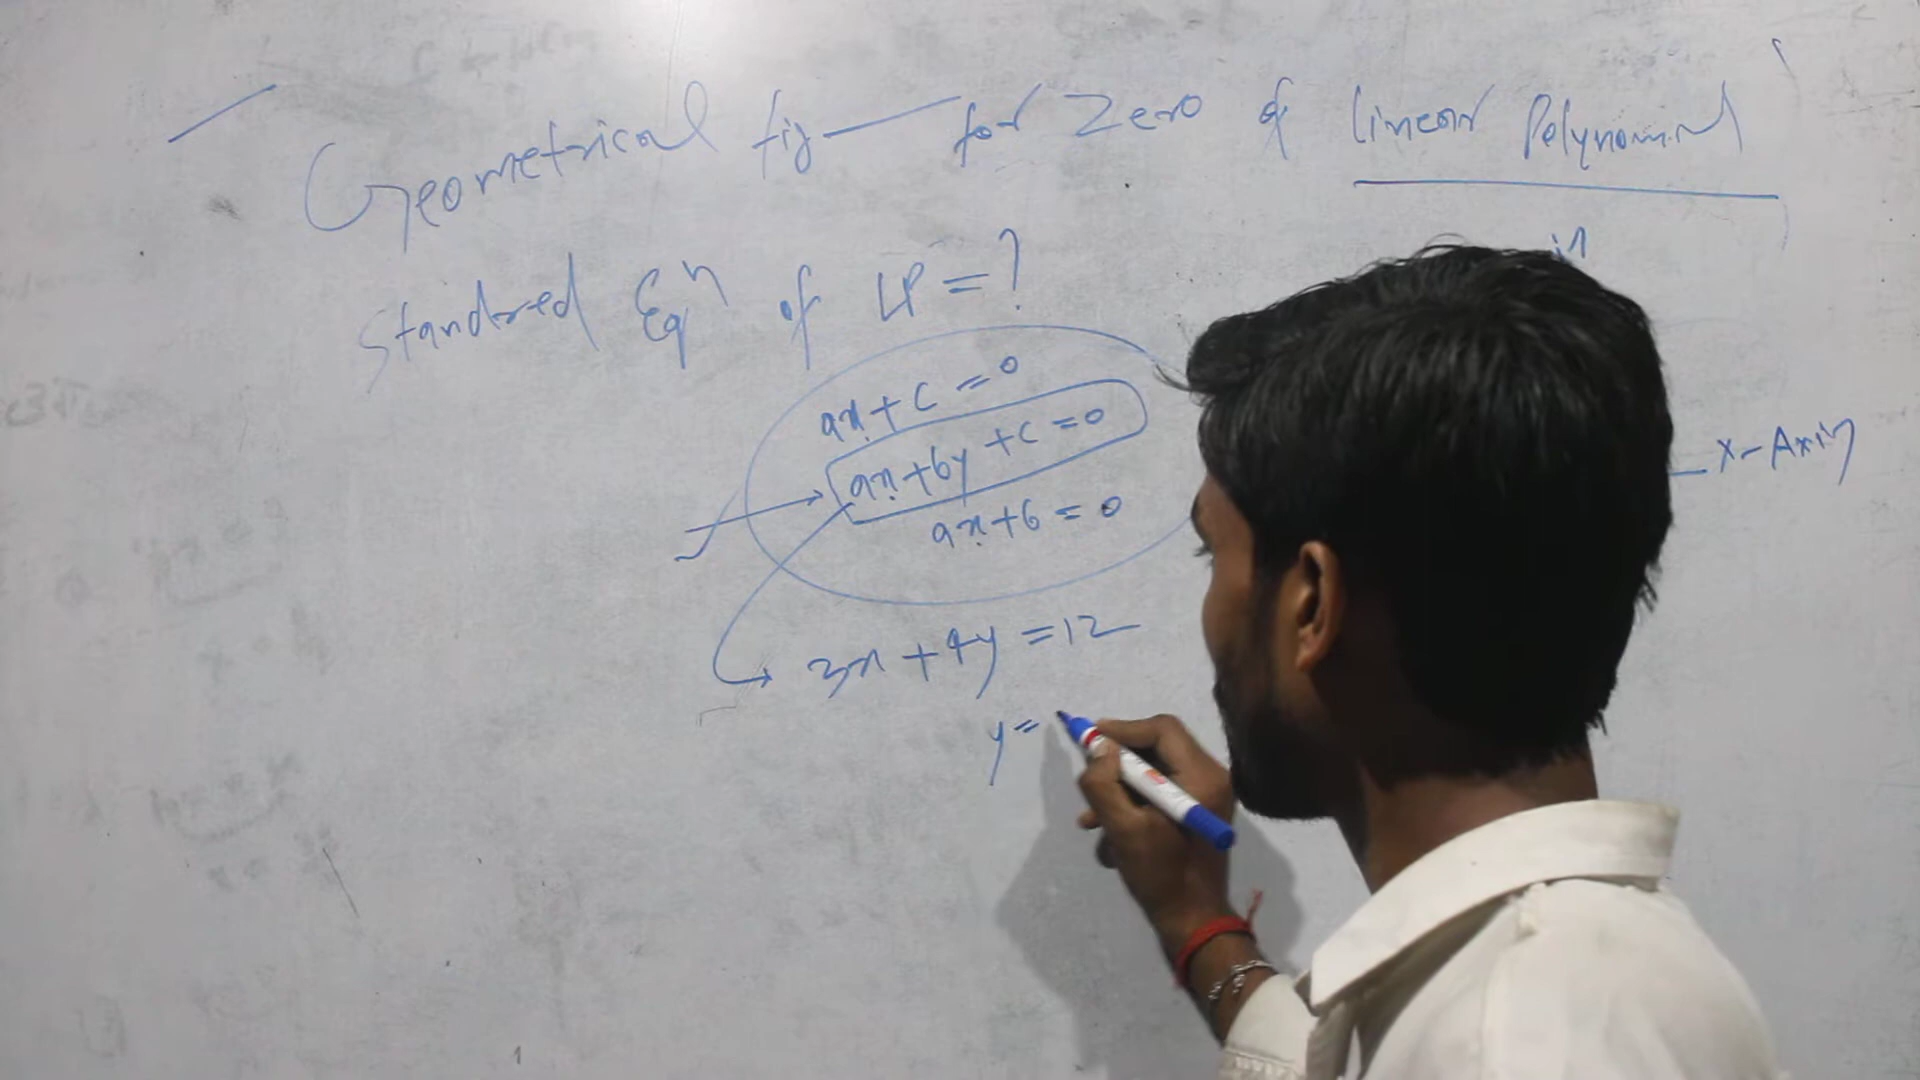 Geometrical fig for Zero of Linear Polynomial
Standred Eqn of LP = ?
ax + c = 0
ax + by + c = 0
ax + b = 0
X-Axis
3x + 4y = 12
y =